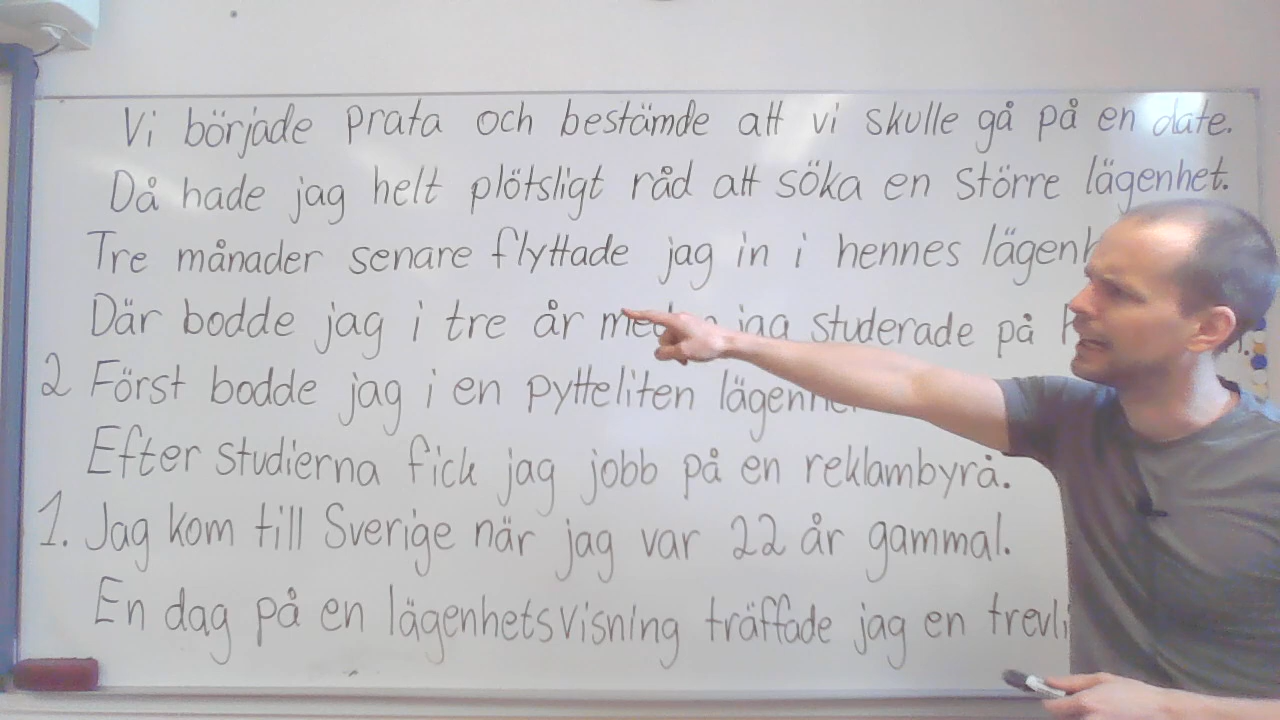 Vi började prata och bestämde att vi skulle gå på en date.
Då hade jag helt plötsligt råd att söka en större lägenhet.
Tre månader senare flyttade jag in i hennes
Där bodde jag i tre år jag studerade på
2 Först bodde jag i en pytteliten
Efter studierna fick jag jobb på en reklambyrå.
1. Jag kom till Sverige när jag var 22 år gammal.
En dag på en lägenhetsvisning träffade jag en